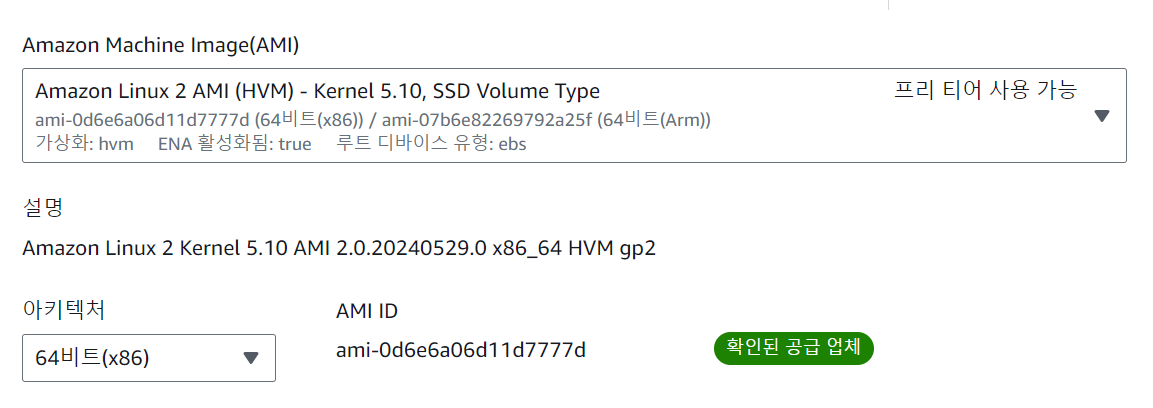 Amazon Machine Image(AMI)
Amazon Linux 2 AMI (HVM) - Kernel 5.10, SSD Volume Type 프리 티어 사용 가능
ami-0d6e6a06d11d7777d (64비트(x86)) / ami-07b6e82269792a25f (64비트(Arm))
가상화: hvm ENA 활성화됨: true 루트 디바이스 유형: ebs
설명
Amazon Linux 2 Kernel 5.10 AMI 2.0.20240529.0 x86_64 HVM gp2
아키텍처 AMI ID
64비트(x86) ami-0d6e6a06d11d7777d 확인된 공급 업체